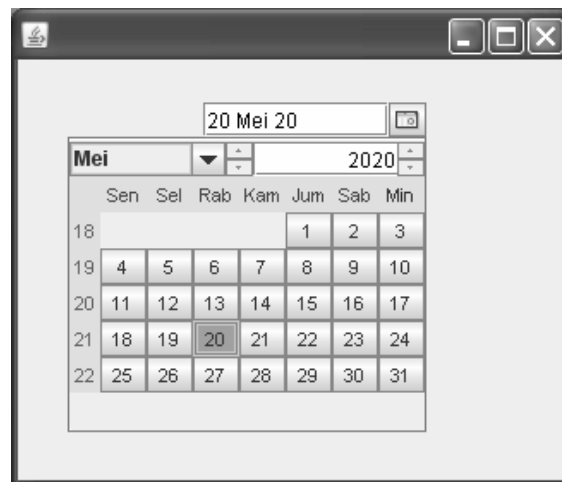 20 Mei 20
Mei 2020
Sen Sel Rab Kam Jum Sab Min
18 1 2 3
19 4 5 6 7 8 9 10
20 11 12 13 14 15 16 17
21 18 19 20 21 22 23 24
22 25 26 27 28 29 30 31